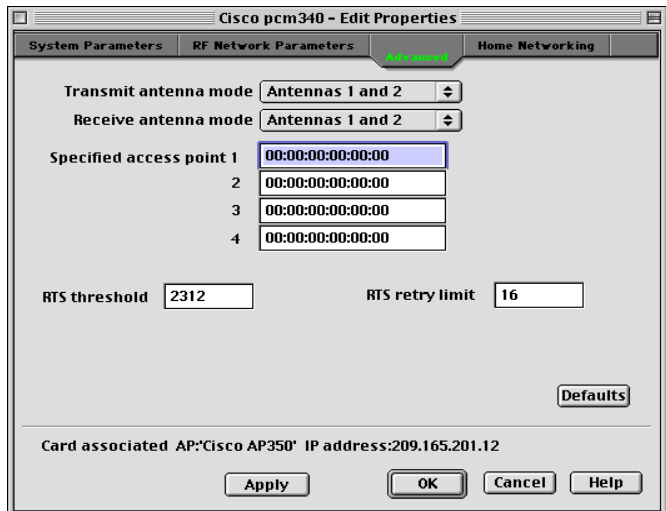 Cisco pcm340 - Edit Properties
System Parameters RF Network Parameters Advanced Home Networking
Transmit antenna mode Antennas 1 and 2
Receive antenna mode Antennas 1 and 2
Specified access point 1 00:00:00:00:00:00
2 00:00:00:00:00:00
3 00:00:00:00:00:00
4 00:00:00:00:00:00
RTS threshold 2312 RTS retry limit 16
Defaults
Card associated AP:'Cisco AP350' IP address:209.165.201.12
Apply OK Cancel Help